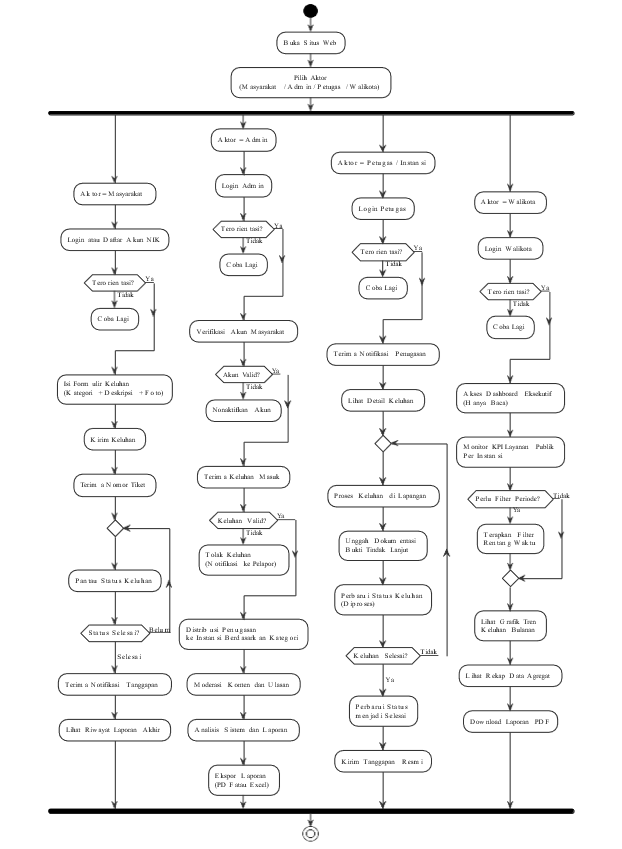 Buka Situs Web
Pilih Aktor
(Masyarakat / Admin / Petugas / Walikota)
Aktor = Masyarakat
Login atau Daftar Akun NIK
Terorientasi?
Ya
Tidak
Coba Lagi
Isi Formulir Keluhan
(Kategori + Deskripsi + Foto)
Kirim Keluhan
Terima Nomor Tiket
Pantau Status Keluhan
Status Selesai?
Belum
Selesai
Terima Notifikasi Tanggapan
Lihat Riwayat Laporan Akhir
Aktor = Admin
Login Admin
Terorientasi?
Ya
Tidak
Coba Lagi
Verifikasi Akun Masyarakat
Akun Valid?
Ya
Tidak
Nonaktifkan Akun
Terima Keluhan Masuk
Keluhan Valid?
Ya
Tidak
Tolak Keluhan
(Notifikasi ke Pelapor)
Distribusi Penugasan
ke Instansi Berdasarkan Kategori
Moderasi Konten dan Ulasan
Analisis Sistem dan Laporan
Ekspor Laporan
(PDF atau Excel)
Aktor = Petugas / Instansi
Login Petugas
Terorientasi?
Ya
Tidak
Coba Lagi
Terima Notifikasi Penugasan
Lihat Detail Keluhan
Proses Keluhan di Lapangan
Unggah Dokumentasi
Bukti Tindak Lanjut
Perbarui Status Keluhan
(Diproses)
Keluhan Selesai?
Tidak
Ya
Perbarui Status
menjadi Selesai
Kirim Tanggapan Resmi
Aktor = Walikota
Login Walikota
Terorientasi?
Ya
Tidak
Coba Lagi
Akses Dashboard Eksekutif
(Hanya Baca)
Monitor KPI Layanan Publik
Per Instansi
Perlu Filter Periode?
Tidak
Ya
Terapkan Filter
Rentang Waktu
Lihat Grafik Tren
Keluhan Bulanan
Lihat Rekap Data Agregat
Download Laporan PDF